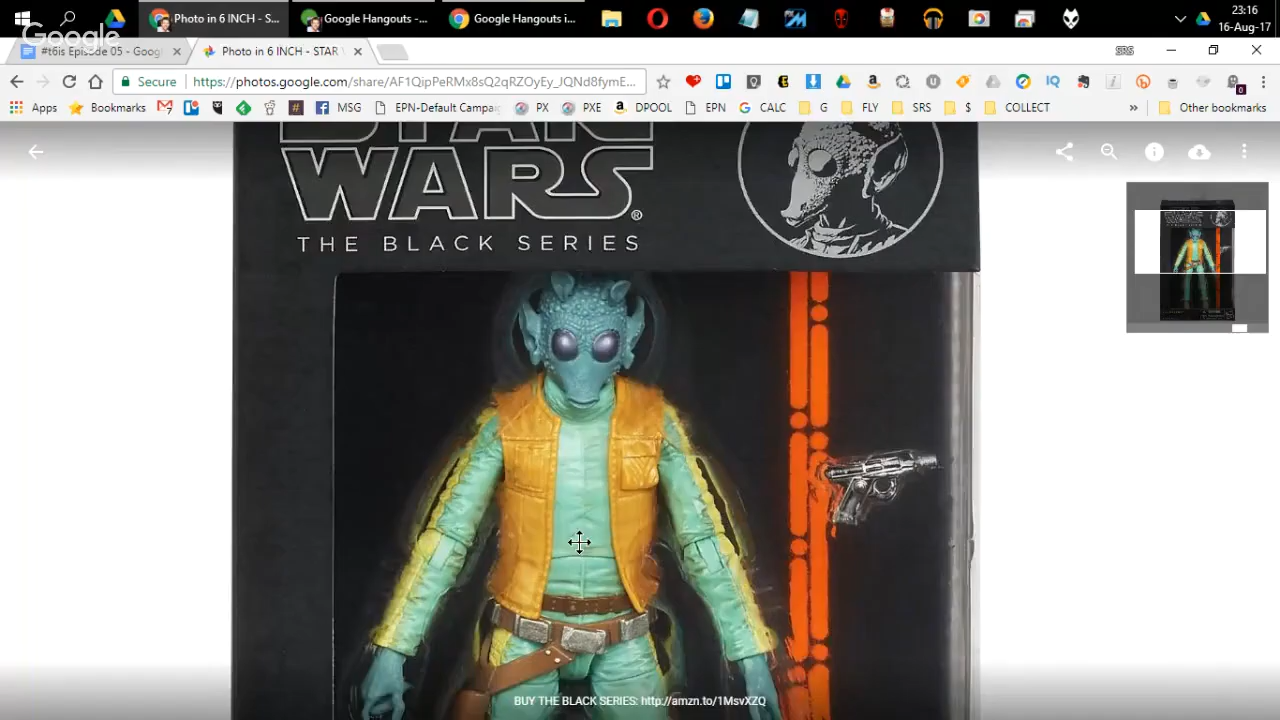 Photo in 6 INCH - S...
Google Hangouts -...
Google Hangouts i...
23:16
16-Aug-17
Google
#t6is Episode 05 - Googl
Photo in 6 INCH - STAR
SRS
Secure
https://photos.google.com/share/AF1QipPeRMx8sQ2qRZOyEy_JQNd8fymE...
Apps
Bookmarks
MSG
EPN-Default Campai
PX
PXE
DPOOL
EPN
CALC
G
FLY
SRS
$
COLLECT
»
Other bookmarks
STAR
WARS®
THE BLACK SERIES
BUY THE BLACK SERIES: http://amzn.to/1MsvXZQ